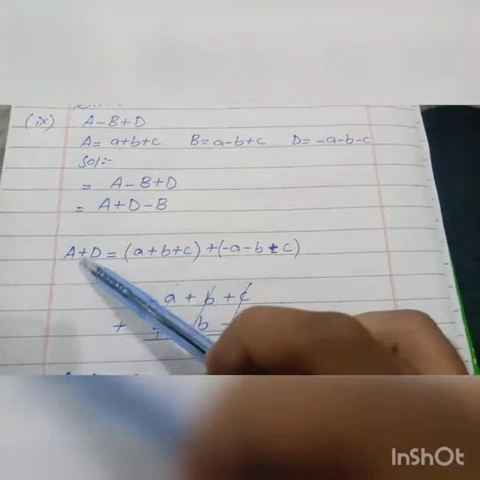 (ix) A-B+D
A= a+b+c B= a-b+c D= -a-b-c
Sol:-
= A-B+D
= A+D-B
A+D = (a+b+c) +(-a-b-c)
a + b + c
+ b
InShOt